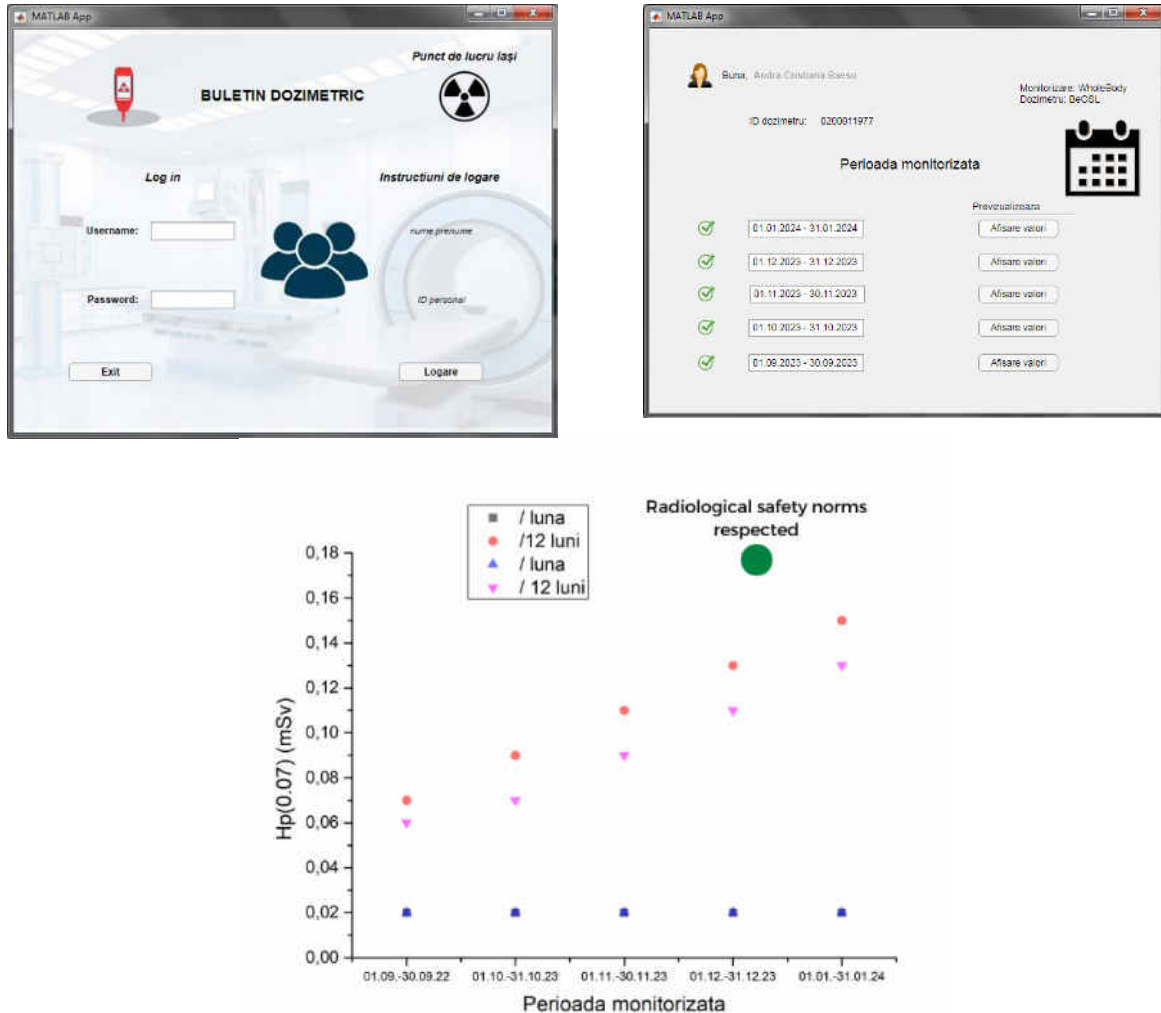 MATLAB App
Punct de lucru Iași
BULETIN DOZIMETRIC
Log in
Instructiuni de logare
Username:
nume prenume
Password:
ID personal
Exit
Logare
MATLAB App
Buna, Andra Cristiana Baesu
Monitorizare: WholeBody
Dozimetru: BeOSL
ID dozimetru: 0200011977
Perioada monitorizata
Previzualizeaza
01.01.2024 - 31.01.2024 Afisare valori
01.12.2023 - 31.12.2023 Afisare valori
01.11.2023 - 30.11.2023 Afisare valori
01.10.2023 - 31.10.2023 Afisare valori
01.09.2023 - 30.09.2023 Afisare valori
/ luna
/12 luni
/ luna
/ 12 luni
Radiological safety norms
respected
Hp(0.07) (mSv)
0,18
0,16
0,14
0,12
0,10
0,08
0,06
0,04
0,02
0,00
01.09.-30.09.22 01.10.-31.10.23 01.11.-30.11.23 01.12.-31.12.23 01.01.-31.01.24
Perioada monitorizata